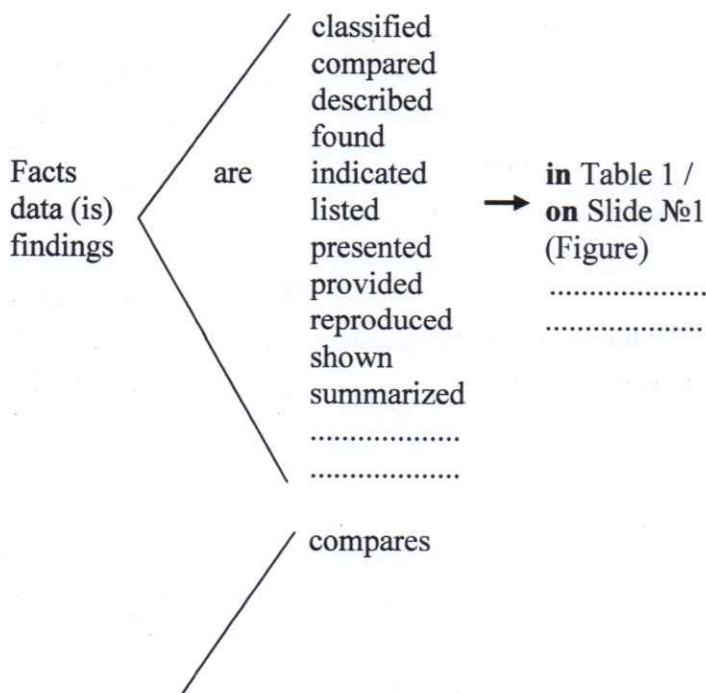 classified
compared
described
found
Facts are indicated in Table 1 /
data (is) listed → on Slide №1
findings presented (Figure)
provided ....................
reproduced ....................
shown
summarized
...................
...................
compares